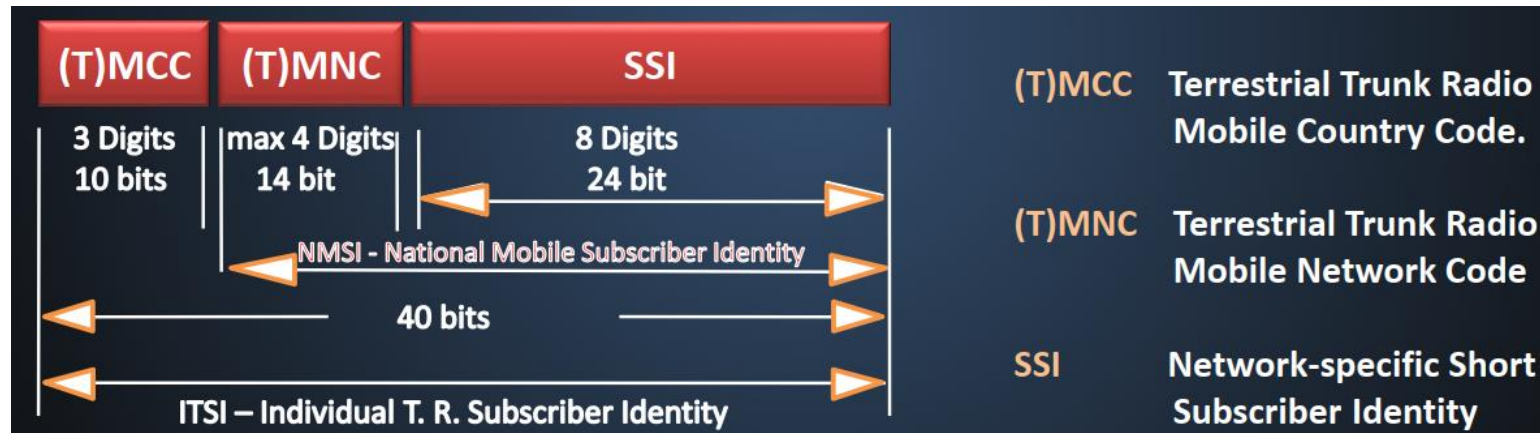 (T)MCC (T)MNC SSI
3 Digits max 4 Digits 8 Digits
10 bits 14 bit 24 bit
NMSI - National Mobile Subscriber Identity
40 bits
ITSI – Individual T. R. Subscriber Identity
(T)MCC Terrestrial Trunk Radio
Mobile Country Code.
(T)MNC Terrestrial Trunk Radio
Mobile Network Code
SSI Network-specific Short
Subscriber Identity